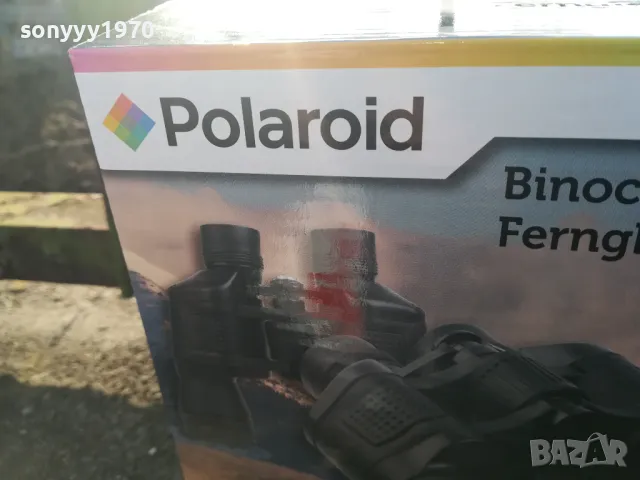 sonyyy1970
Polaroid
Binoc
Ferngl
BAZAR